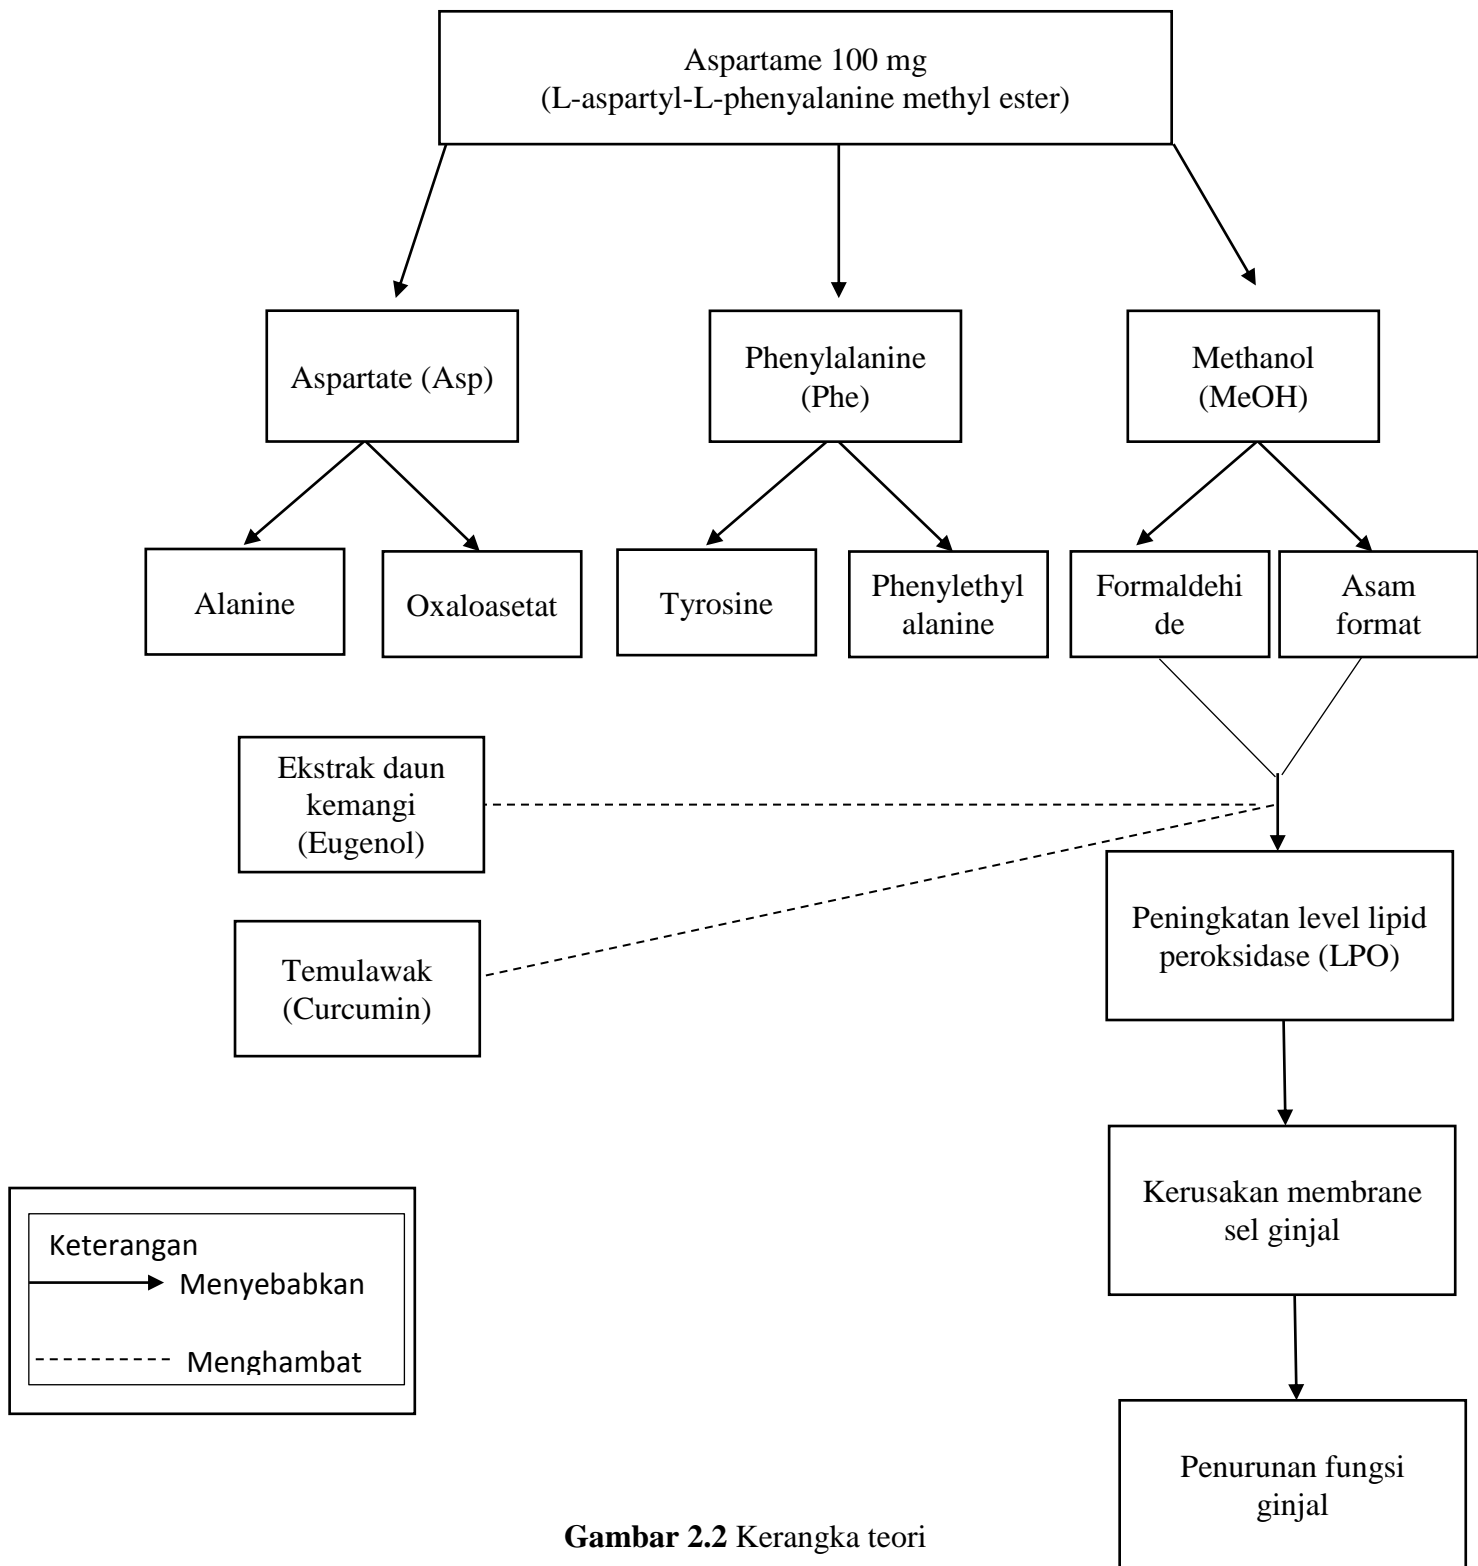 Aspartame 100 mg
(L-aspartyl-L-phenyalanine methyl ester)
Aspartate (Asp)
Phenylalanine
(Phe)
Methanol
(MeOH)
Alanine
Oxaloasetat
Tyrosine
Phenylethyl
alanine
Formaldehi
de
Asam
format
Ekstrak daun
kemangi
(Eugenol)
Temulawak
(Curcumin)
Peningkatan level lipid
peroksidase (LPO)
Kerusakan membrane
sel ginjal
Keterangan
Menyebabkan
Menghambat
Penurunan fungsi
ginjal
Gambar 2.2 Kerangka teori